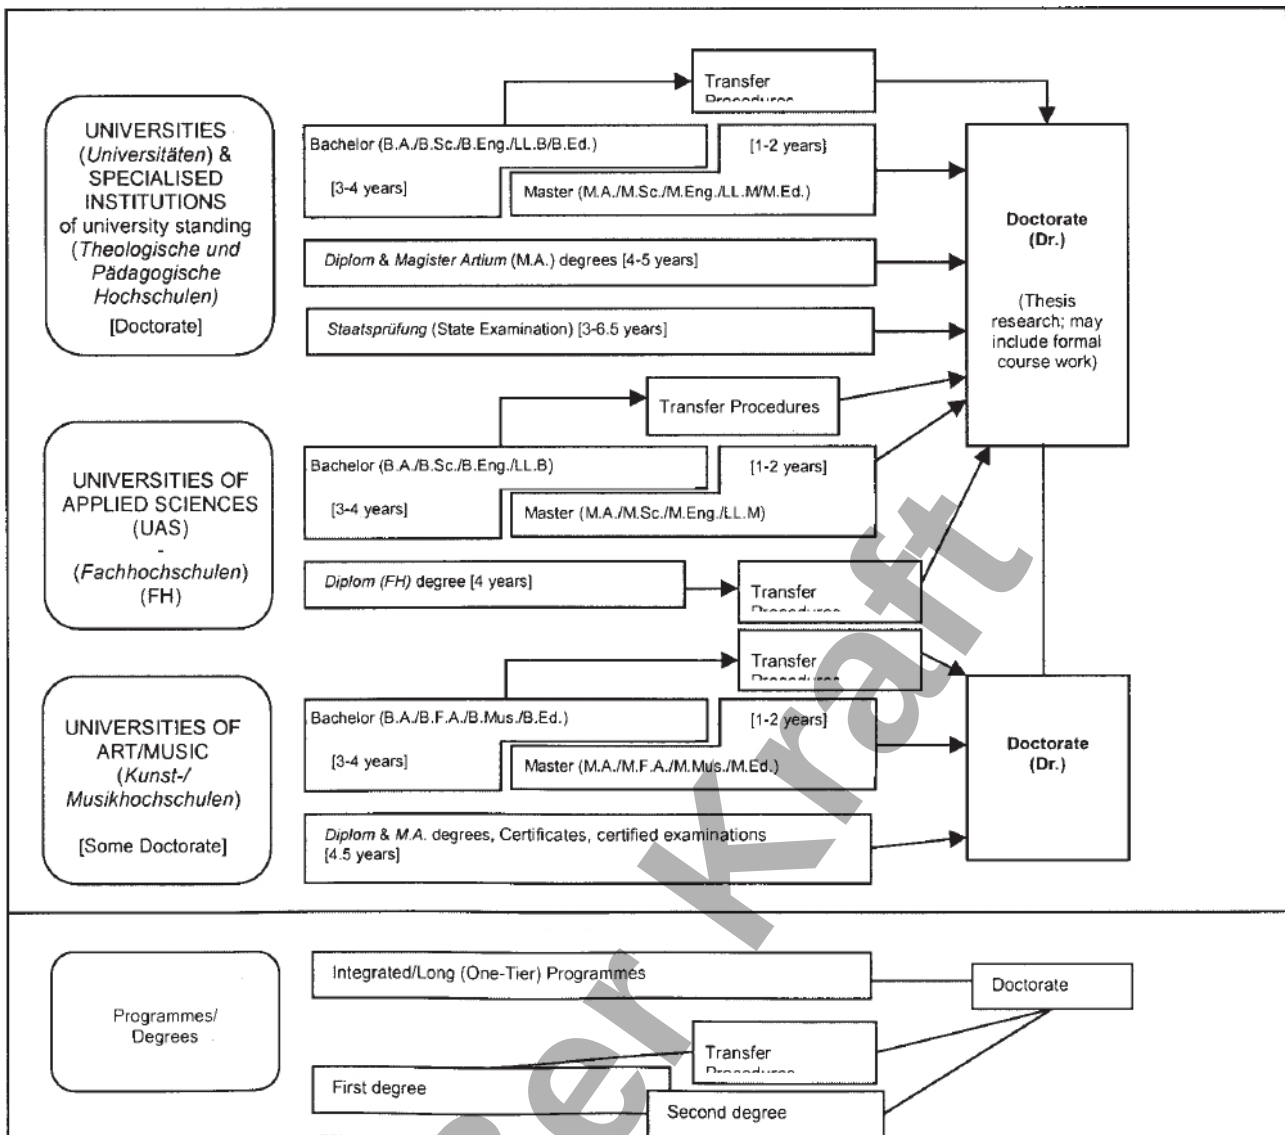 UNIVERSITIES
(Universitäten) &
SPECIALISED
INSTITUTIONS
of university standing
(Theologische und
Pädagogische
Hochschulen)
[Doctorate]
Transfer
Procedures
Bachelor (B.A./B.Sc./B.Eng./LL.B/B.Ed.)
[3-4 years]
[1-2 years]
Master (M.A./M.Sc./M.Eng./LL.M/M.Ed.)
Diplom & Magister Artium (M.A.) degrees [4-5 years]
Staatsprüfung (State Examination) [3-6.5 years]
Doctorate
(Dr.)
(Thesis
research; may
include formal
course work)
UNIVERSITIES OF
APPLIED SCIENCES
(UAS)
-
(Fachhochschulen)
(FH)
Transfer Procedures
Bachelor (B.A./B.Sc./B.Eng./LL.B)
[3-4 years]
[1-2 years]
Master (M.A./M.Sc./M.Eng./LL.M)
Diplom (FH) degree [4 years]
Transfer
Procedures
UNIVERSITIES OF
ART/MUSIC
(Kunst-/
Musikhochschulen)
[Some Doctorate]
Transfer
Procedures
Bachelor (B.A./B.F.A./B.Mus./B.Ed.)
[3-4 years]
[1-2 years]
Master (M.A./M.F.A./M.Mus./M.Ed.)
Diplom & M.A. degrees, Certificates, certified examinations
[4.5 years]
Doctorate
(Dr.)
Programmes/
Degrees
Integrated/Long (One-Tier) Programmes
Doctorate
Transfer
Procedures
First degree
Second degree
Kraft